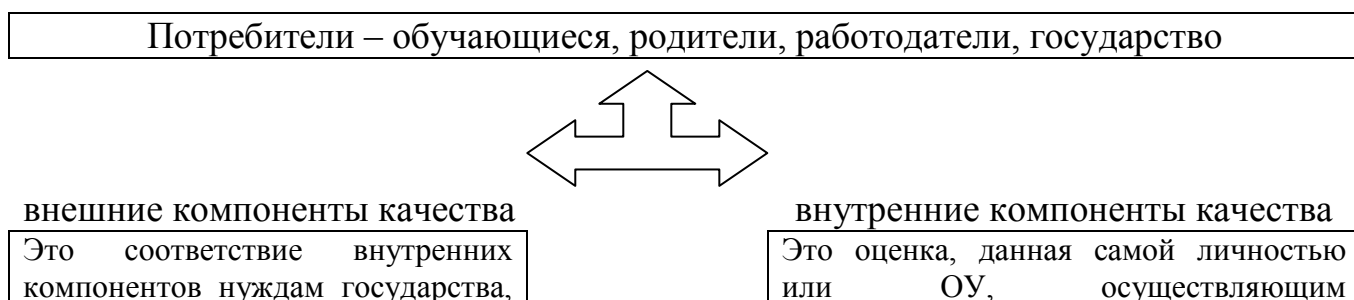 Потребители – обучающиеся, родители, работодатели, государство
внешние компоненты качества
Это соответствие внутренних
компонентов нуждам государства,
внутренние компоненты качества
Это оценка, данная самой личностью
или ОУ, осуществляющим